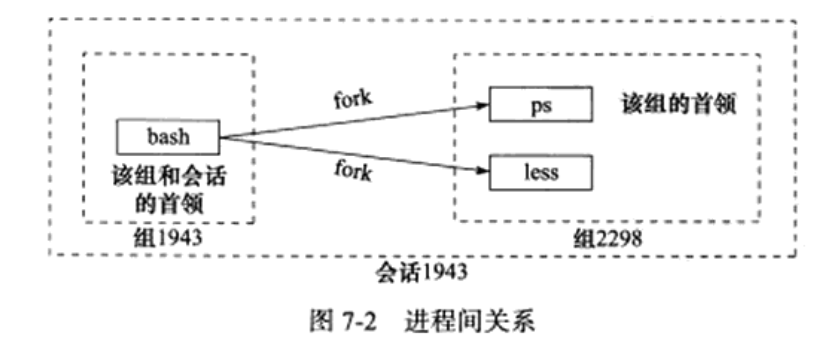 fork
ps
该组的首领
bash
fork
less
该组和会话
的首领
组1943
组2298
会话1943
图 7-2 进程间关系